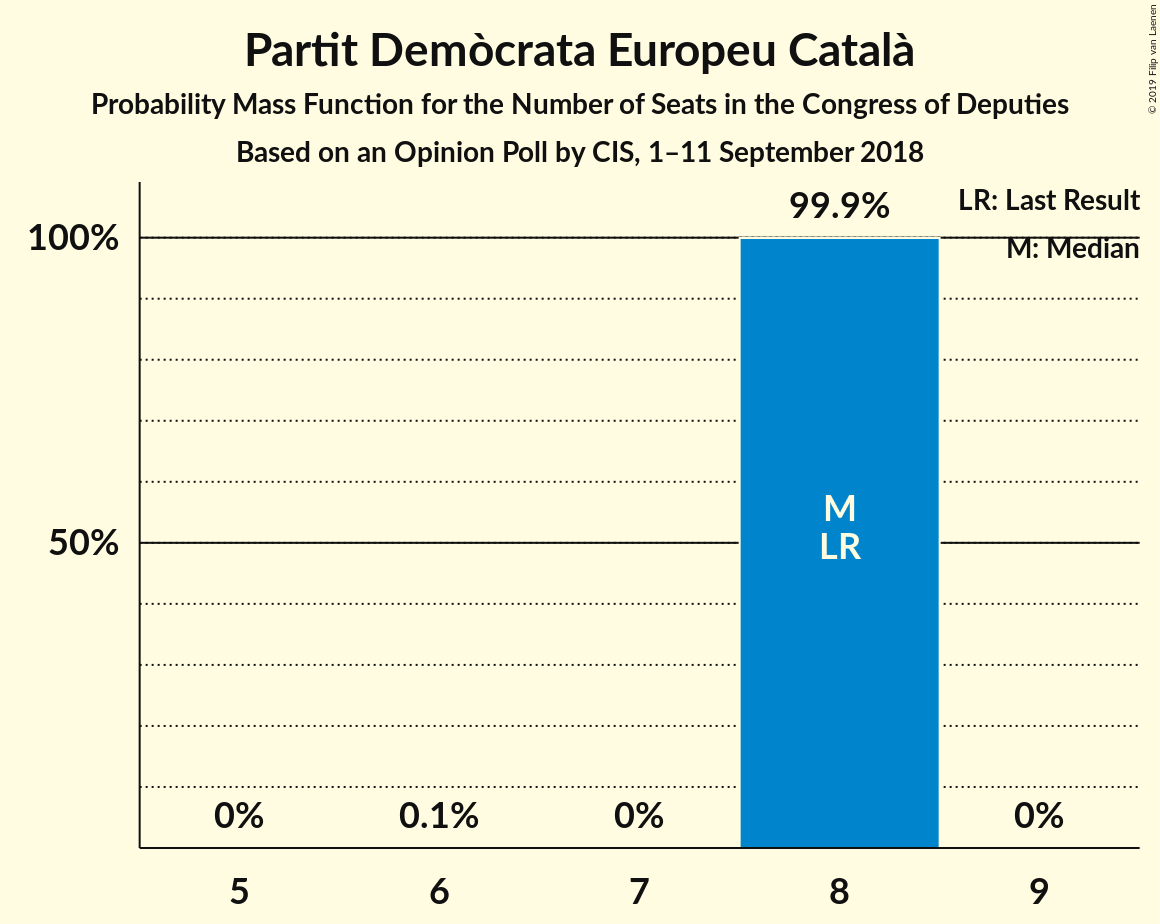 Partit Demòcrata Europeu Català
Probability Mass Function for the Number of Seats in the Congress of Deputies
Based on an Opinion Poll by CIS, 1–11 September 2018
© 2019 Filip van Laenen
LR: Last Result
M: Median
99.9%
100%
50%
M
LR
0%
0.1%
0%
0%
5
6
7
8
9